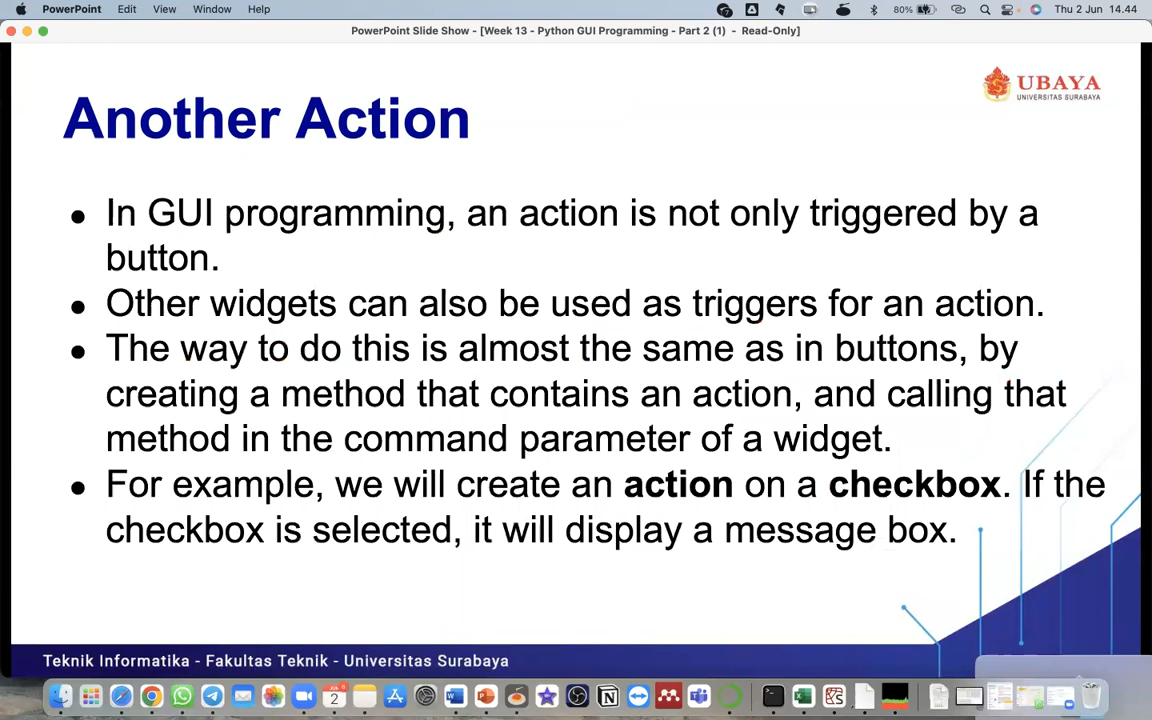 PowerPoint Edit View Window Help 80% Thu 2 Jun 14.44
PowerPoint Slide Show - [Week 13 - Python GUI Programming - Part 2 (1) - Read-Only]
UBAYA
UNIVERSITAS SURABAYA
Another Action
● In GUI programming, an action is not only triggered by a
button.
● Other widgets can also be used as triggers for an action.
● The way to do this is almost the same as in buttons, by
creating a method that contains an action, and calling that
method in the command parameter of a widget.
● For example, we will create an action on a checkbox. If the
checkbox is selected, it will display a message box.
Teknik Informatika - Fakultas Teknik - Universitas Surabaya